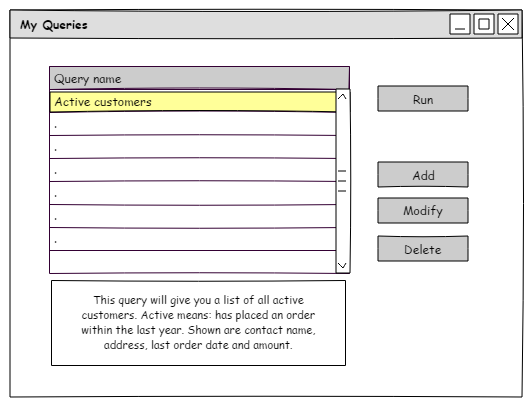 My Queries
Query name
Active customers
.
.
.
.
.
.
Run
Add
Modify
Delete
This query will give you a list of all active
customers. Active means: has placed an order
within the last year. Shown are contact name,
address, last order date and amount.